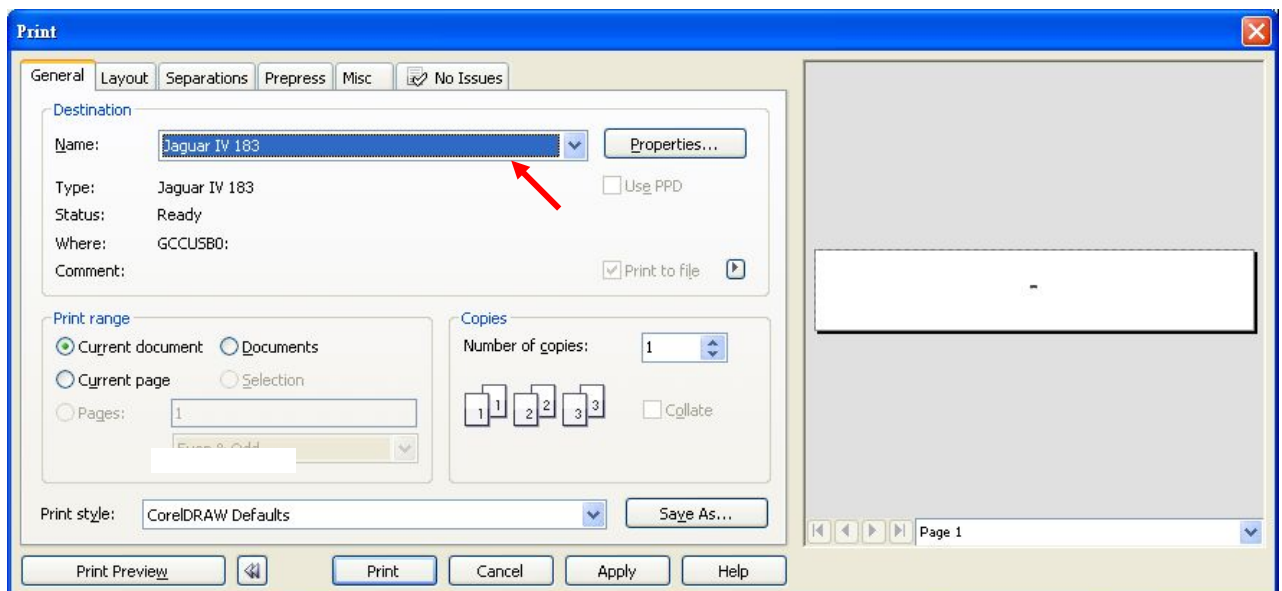 Print
General Layout Separations Prepress Misc No Issues
Destination
Name: Jaguar IV 183 Properties...
Type: Jaguar IV 183 Use PPD
Status: Ready
Where: GCCUSB0:
Comment: Print to file
Print range Copies
Current document Documents Number of copies: 1
Current page Selection
1 1 2 2 3 3 Collate
Pages: 1
Print style: CorelDRAW Defaults Save As...
Page 1
Print Preview Print Cancel Apply Help